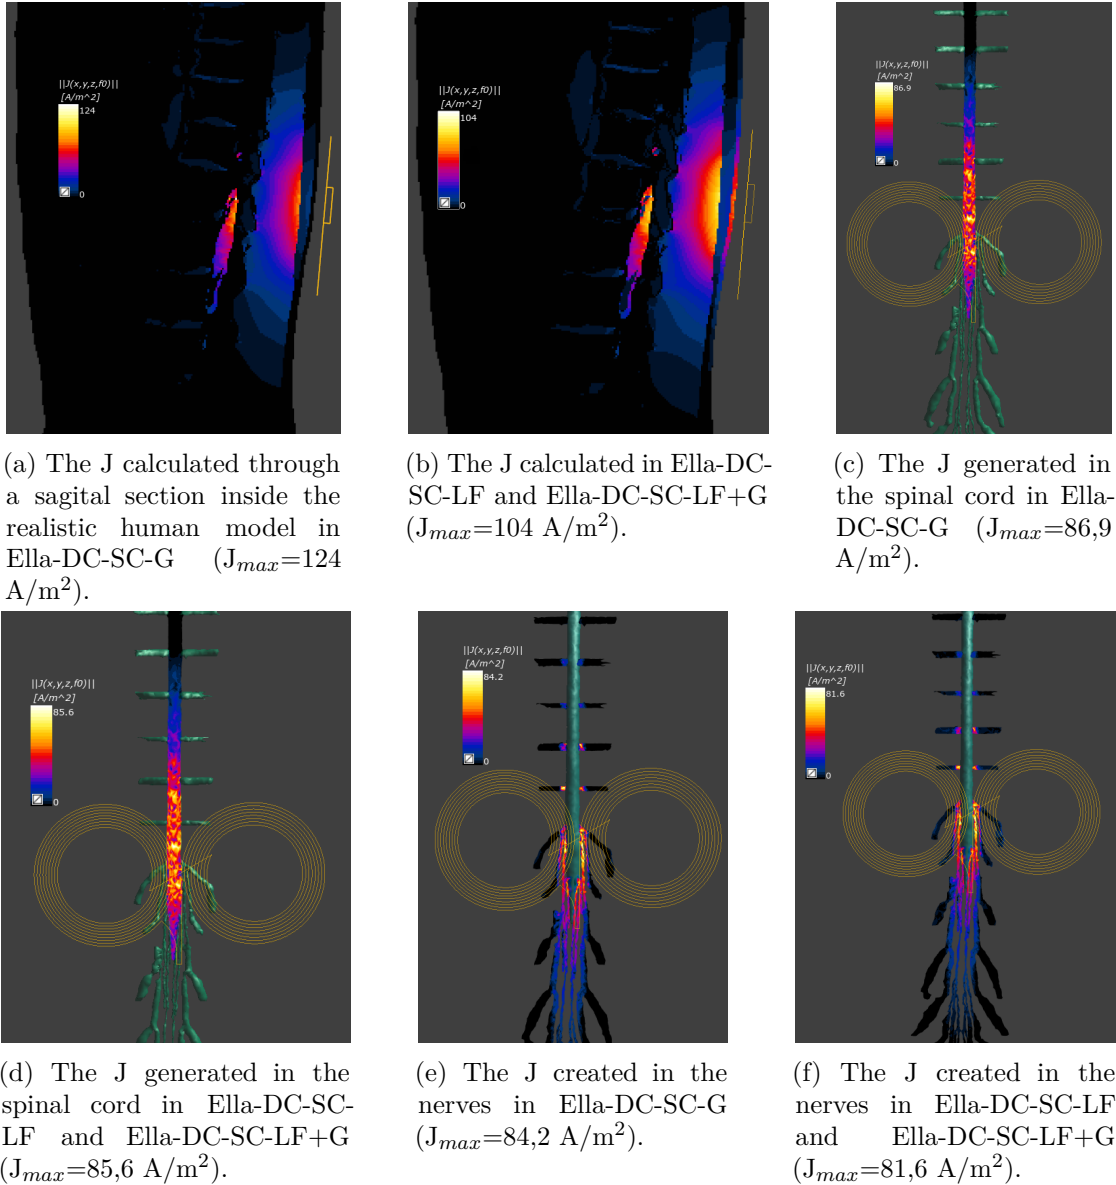 ||J(x,y,z,f0)||
[A/m^2]
124
0
||J(x,y,z,f0)||
[A/m^2]
104
0
||J(x,y,z,f0)||
[A/m^2]
86.9
0
(a) The J calculated through
a sagital section inside the
realistic human model in
Ella-DC-SC-G (Jmax=124
A/m²).
(b) The J calculated in Ella-DC-
SC-LF and Ella-DC-SC-LF+G
(Jmax=104 A/m²).
(c) The J generated in
the spinal cord in Ella-
DC-SC-G (Jmax=86,9
A/m²).
||J(x,y,z,f0)||
[A/m^2]
85.6
0
||J(x,y,z,f0)||
[A/m^2]
84.2
0
||J(x,y,z,f0)||
[A/m^2]
81.6
0
(d) The J generated in the
spinal cord in Ella-DC-SC-
LF and Ella-DC-SC-LF+G
(Jmax=85,6 A/m²).
(e) The J created in the
nerves in Ella-DC-SC-G
(Jmax=84,2 A/m²).
(f) The J created in the
nerves in Ella-DC-SC-LF
and Ella-DC-SC-LF+G
(Jmax=81,6 A/m²).